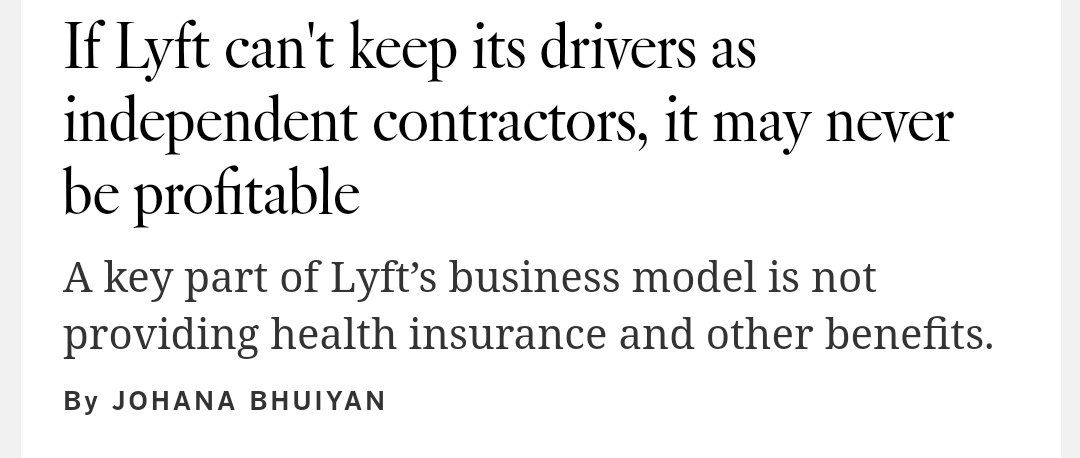 If Lyft can't keep its drivers as
independent contractors, it may never
be profitable
A key part of Lyft’s business model is not
providing health insurance and other benefits.
By JOHANA BHUIYAN